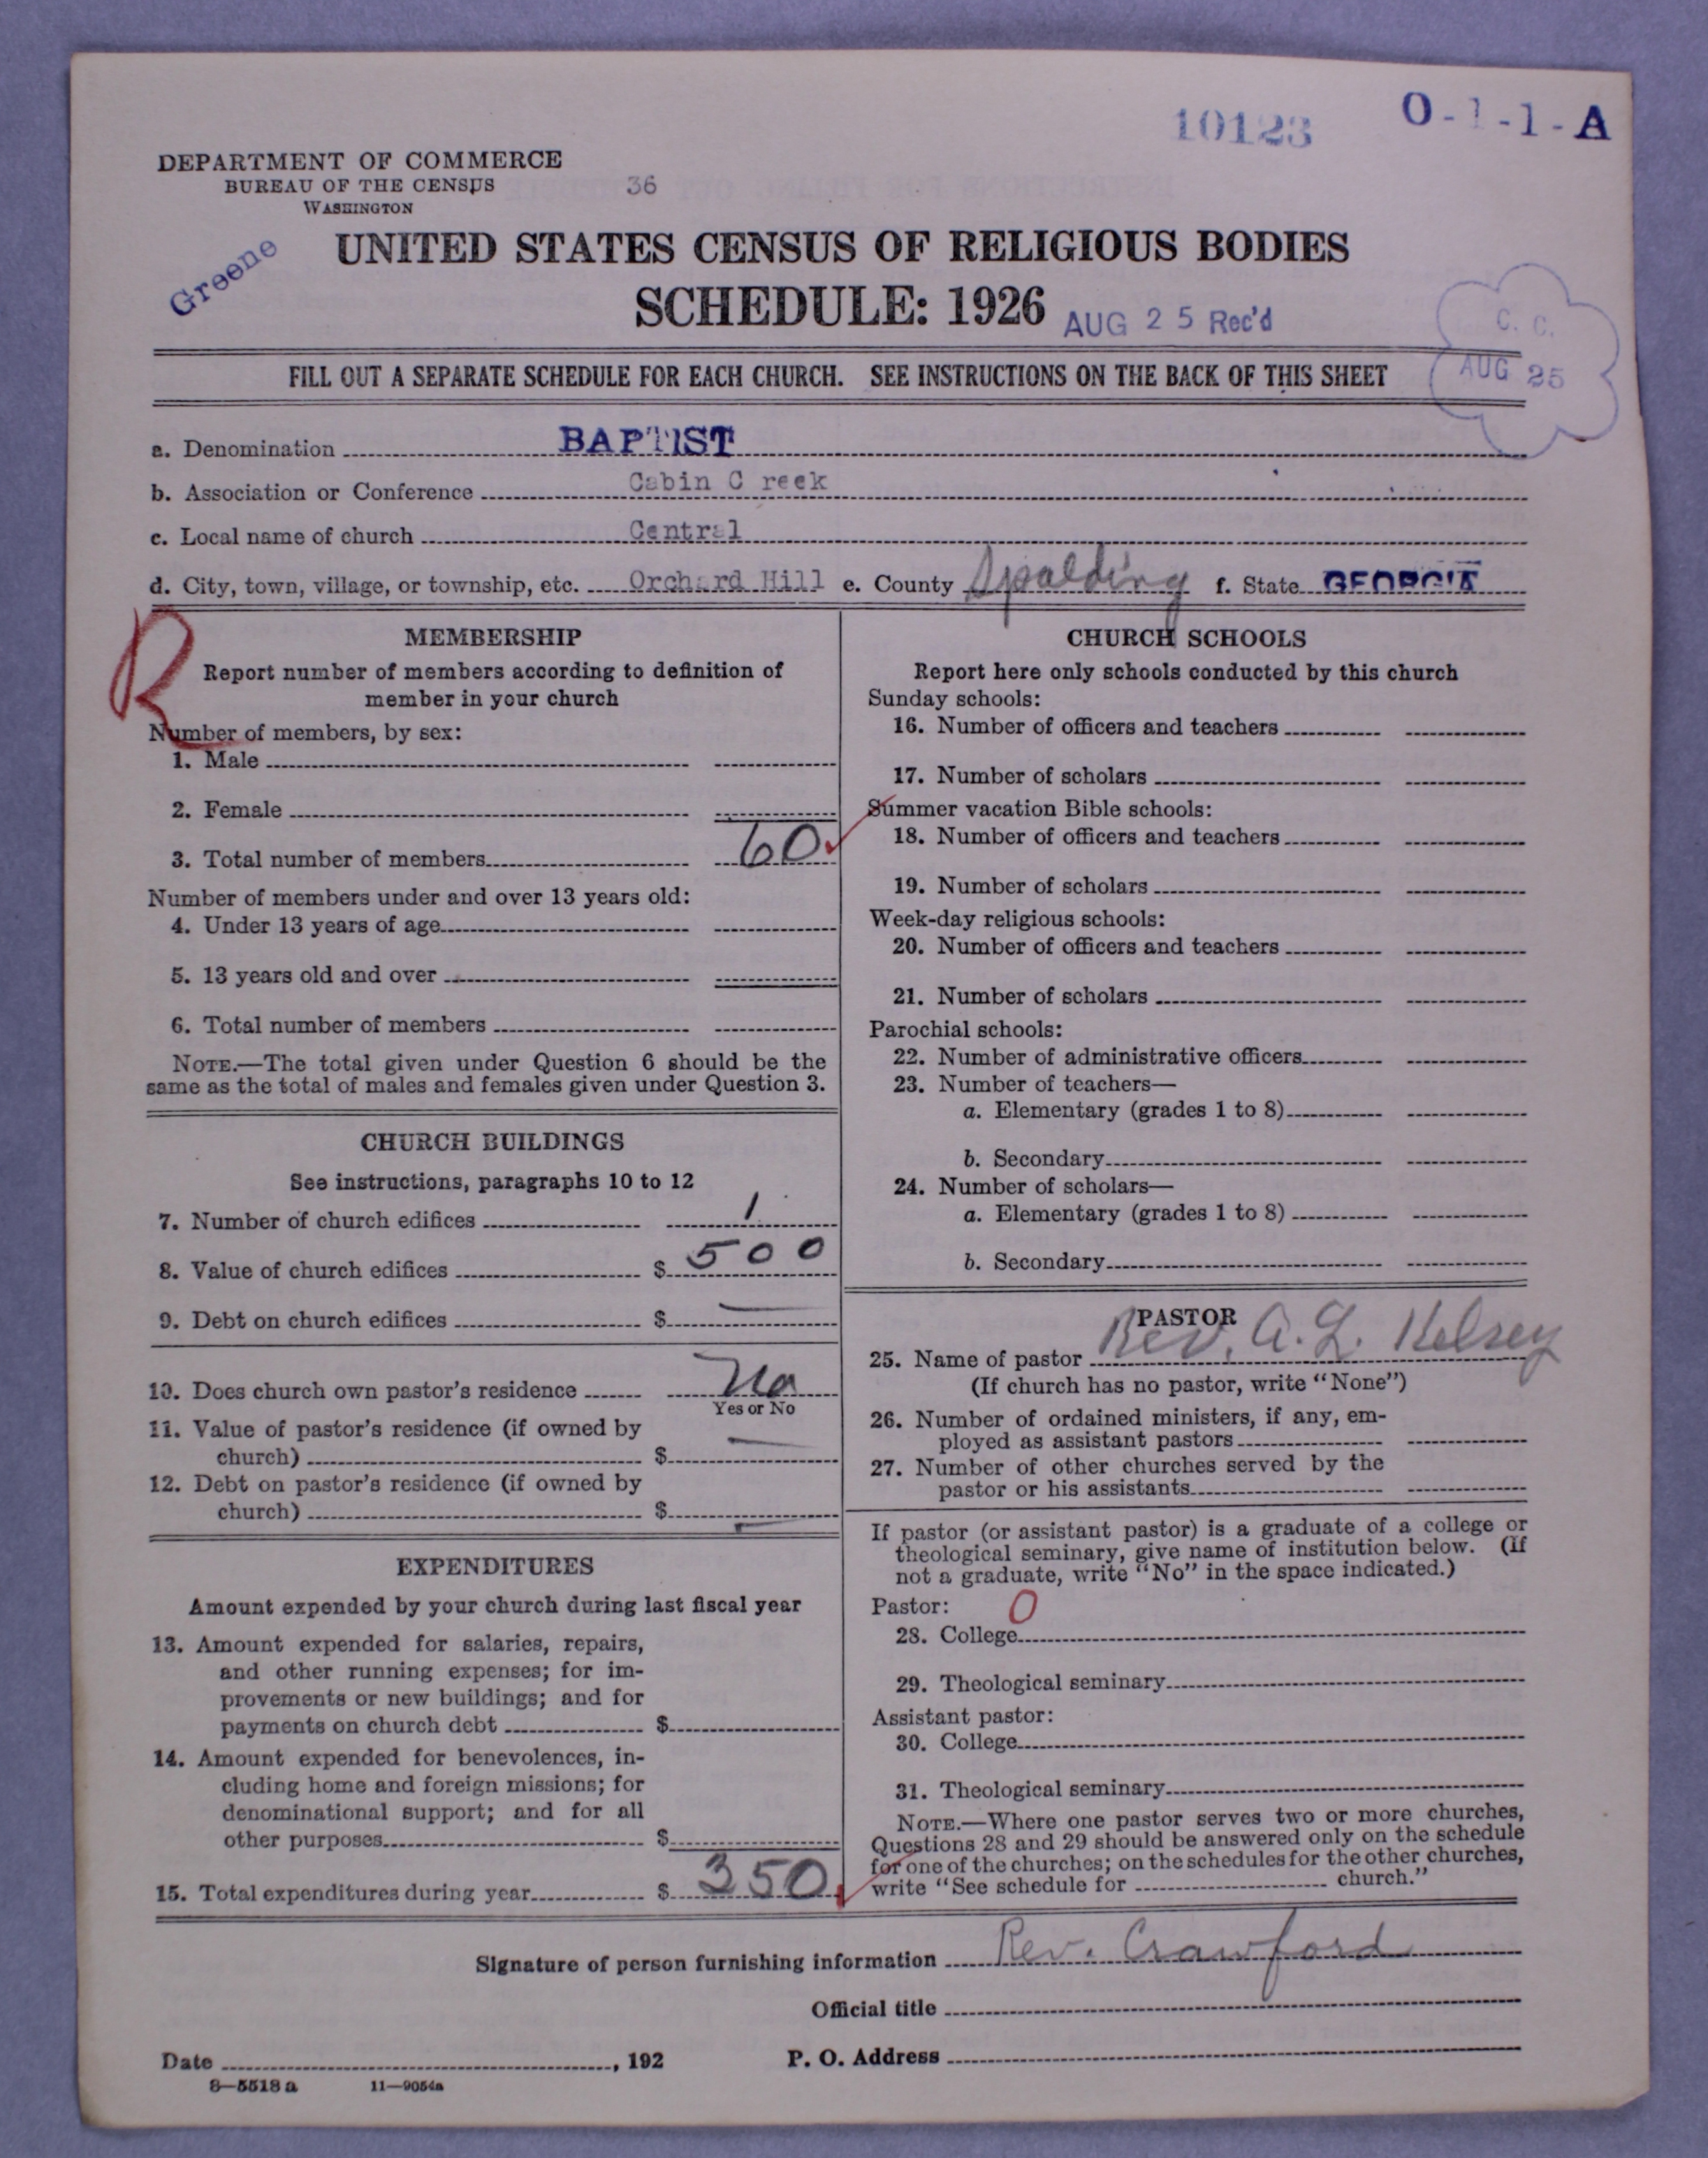 10123
O-1-1-A
DEPARTMENT OF COMMERCE
BUREAU OF THE CENSUS
WASHINGTON
36
Greene
UNITED STATES CENSUS OF RELIGIOUS BODIES
SCHEDULE: 1926
AUG 25 Rec'd
C. C.
AUG 25
FILL OUT A SEPARATE SCHEDULE FOR EACH CHURCH. SEE INSTRUCTIONS ON THE BACK OF THIS SHEET
a. Denomination BAPTIST
b. Association or Conference Cabin C reek
c. Local name of church Central
d. City, town, village, or township, etc. Orchard Hill e. County Spalding f. State GEORGIA
R
MEMBERSHIP
Report number of members according to definition of
member in your church
Number of members, by sex:
1. Male
2. Female
3. Total number of members 60
Number of members under and over 13 years old:
4. Under 13 years of age
5. 13 years old and over
6. Total number of members
NOTE.—The total given under Question 6 should be the
same as the total of males and females given under Question 3.
CHURCH BUILDINGS
See instructions, paragraphs 10 to 12
7. Number of church edifices 1
8. Value of church edifices $ 500
9. Debt on church edifices $ —
10. Does church own pastor's residence No
Yes or No
11. Value of pastor's residence (if owned by
church) $ —
12. Debt on pastor's residence (if owned by
church) $ —
EXPENDITURES
Amount expended by your church during last fiscal year
13. Amount expended for salaries, repairs,
and other running expenses; for im-
provements or new buildings; and for
payments on church debt $
14. Amount expended for benevolences, in-
cluding home and foreign missions; for
denominational support; and for all
other purposes $
15. Total expenditures during year $ 350
CHURCH SCHOOLS
Report here only schools conducted by this church
Sunday schools:
16. Number of officers and teachers
17. Number of scholars
Summer vacation Bible schools:
18. Number of officers and teachers
19. Number of scholars
Week-day religious schools:
20. Number of officers and teachers
21. Number of scholars
Parochial schools:
22. Number of administrative officers
23. Number of teachers—
a. Elementary (grades 1 to 8)
b. Secondary
24. Number of scholars—
a. Elementary (grades 1 to 8)
b. Secondary
PASTOR
25. Name of pastor Rev. A. L. Kelsey
(If church has no pastor, write "None")
26. Number of ordained ministers, if any, em-
ployed as assistant pastors
27. Number of other churches served by the
pastor or his assistants
If pastor (or assistant pastor) is a graduate of a college or
theological seminary, give name of institution below. (If
not a graduate, write "No" in the space indicated.)
Pastor: 0
28. College
29. Theological seminary
Assistant pastor:
30. College
31. Theological seminary
NOTE.—Where one pastor serves two or more churches,
Questions 28 and 29 should be answered only on the schedule
for one of the churches; on the schedules for the other churches,
write "See schedule for church."
Signature of person furnishing information Rev. Crawford
Official title
Date , 192 P. O. Address
8—5518 a 11—9054a